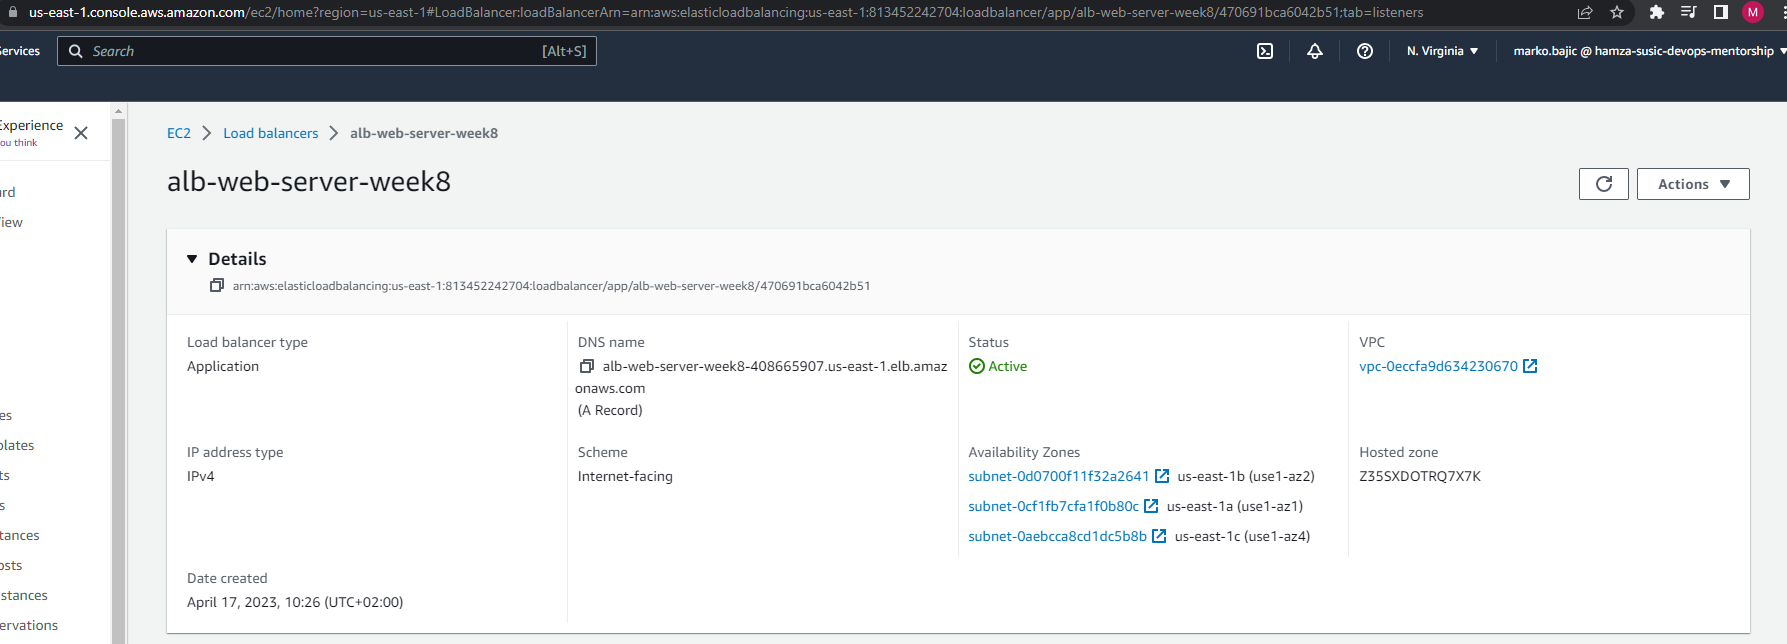 us-east-1.console.aws.amazon.com/ec2/home?region=us-east-1#LoadBalancer:loadBalancerArn=arn:aws:elasticloadbalancing:us-east-1:813452242704:loadbalancer/app/alb-web-server-week8/470691bca6042b51;tab=listeners
M
ervices
Search
[Alt+S]
N. Virginia
marko.bajic @ hamza-susic-devops-mentorship
Experience
ou think
rd
iew
es
plates
ts
s
tances
osts
stances
ervations
EC2
Load balancers
alb-web-server-week8
alb-web-server-week8
Actions
Details
arn:aws:elasticloadbalancing:us-east-1:813452242704:loadbalancer/app/alb-web-server-week8/470691bca6042b51
Load balancer type
Application
DNS name
alb-web-server-week8-408665907.us-east-1.elb.amaz
onaws.com
(A Record)
Status
Active
VPC
vpc-0eccfa9d634230670
IP address type
IPv4
Scheme
Internet-facing
Availability Zones
subnet-0d0700f11f32a2641 us-east-1b (use1-az2)
subnet-0cf1fb7cfa1f0b80c us-east-1a (use1-az1)
subnet-0aebcca8cd1dc5b8b us-east-1c (use1-az4)
Hosted zone
Z35SXDOTRQ7X7K
Date created
April 17, 2023, 10:26 (UTC+02:00)